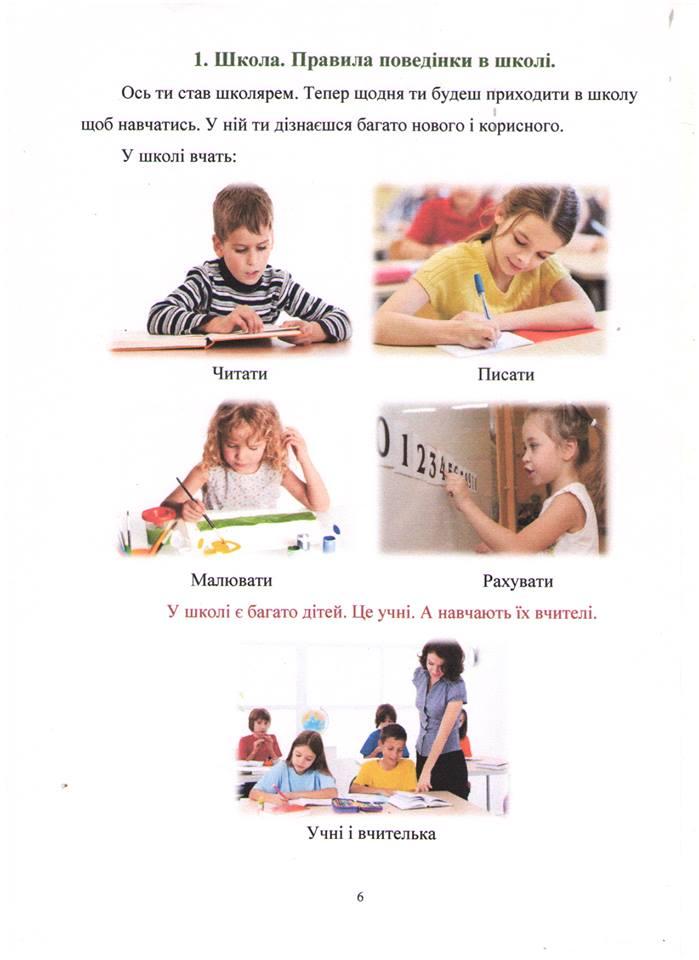 1. Школа. Правила поведінки в школі.
Ось ти став школярем. Тепер щодня ти будеш приходити в школу
щоб навчатись. У ній ти дізнаєшся багато нового і корисного.
У школі вчать:
Читати
Писати
0 1 2 3 4 5 6 7 8 9 10
Малювати
Рахувати
У школі є багато дітей. Це учні. А навчають їх вчителі.
Учні і вчителька
6